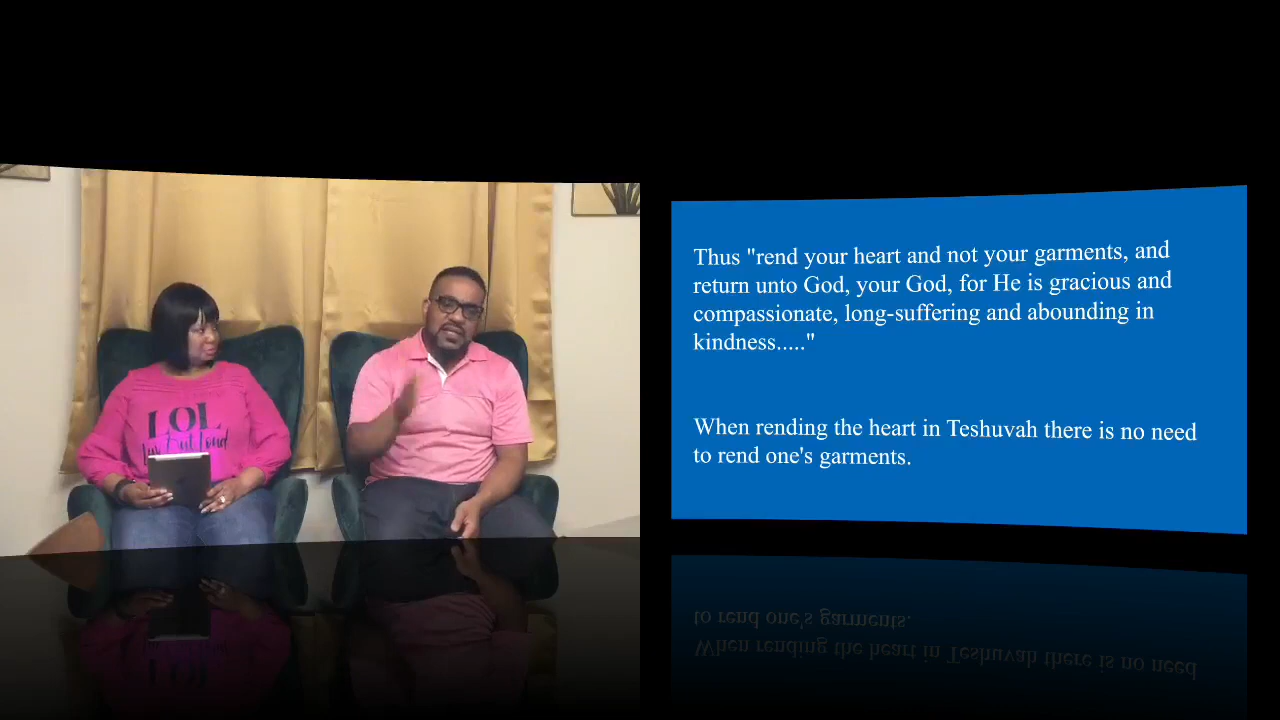 LOL
Thus "rend your heart and not your garments, and
return unto God, your God, for He is gracious and
compassionate, long-suffering and abounding in
kindness....."
When rending the heart in Teshuvah there is no need
to rend one's garments.